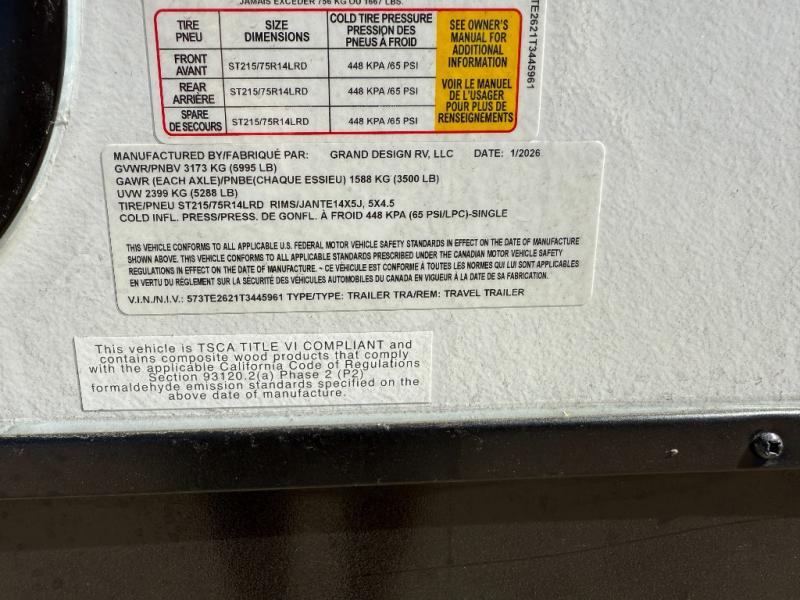 JAMAIS EXCÉDER 756 KG OU 1667 LBS.
TIRE PNEU SIZE DIMENSIONS COLD TIRE PRESSURE PRESSION DES PNEUS À FROID
FRONT AVANT ST215/75R14LRD 448 KPA /65 PSI
REAR ARRIÈRE ST215/75R14LRD 448 KPA /65 PSI
SPARE DE SECOURS ST215/75R14LRD 448 KPA /65 PSI
SEE OWNER'S
MANUAL FOR
ADDITIONAL
INFORMATION
VOIR LE MANUEL
DE L'USAGER
POUR PLUS DE
RENSEIGNEMENTS
TE2621T3445961
MANUFACTURED BY/FABRIQUÉ PAR: GRAND DESIGN RV, LLC DATE: 1/2026
GVWR/PNBV 3173 KG (6995 LB)
GAWR (EACH AXLE)/PNBE(CHAQUE ESSIEU) 1588 KG (3500 LB)
UVW 2399 KG (5288 LB)
TIRE/PNEU ST215/75R14LRD RIMS/JANTE14X5J, 5X4.5
COLD INFL. PRESS/PRESS. DE GONFL. À FROID 448 KPA (65 PSI/LPC)-SINGLE
THIS VEHICLE CONFORMS TO ALL APPLICABLE U.S. FEDERAL MOTOR VEHICLE SAFETY STANDARDS IN EFFECT ON THE DATE OF MANUFACTURE
SHOWN ABOVE. THIS VEHICLE CONFORMS TO ALL APPLICABLE STANDARDS PRESCRIBED UNDER THE CANADIAN MOTOR VEHICLE SAFETY
REGULATIONS IN EFFECT ON THE DATE OF MANUFACTURE. ~ CE VÉHICULE EST CONFORME À TOUTES LES NORMES QUI LUI SONT APPLICABLES
EN VERTU DU RÈGLEMENT SUR LA SÉCURITÉ DES VÉHICULES AUTOMOBILES DU CANADA EN VIGUEUR À LA DATE DE SA FABRICATION.
V.I.N./N.I.V.: 573TE2621T3445961 TYPE/TYPE: TRAILER TRA/REM: TRAVEL TRAILER
This vehicle is TSCA TITLE VI COMPLIANT and
contains composite wood products that comply
with the applicable California Code of Regulations
Section 93120.2(a) Phase 2 (P2)
formaldehyde emission standards specified on the
above date of manufacture.